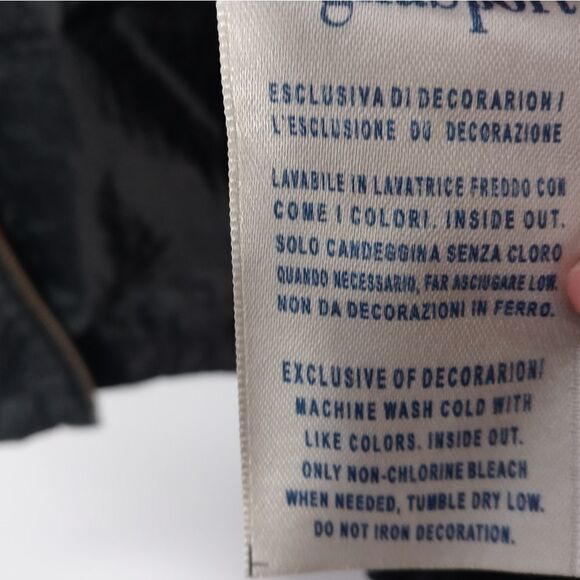 ESCLUSIVA DI DECORARION/
L'ESCLUSIONE DU DECORAZIONE
LAVABILE IN LAVATRICE FREDDO CON
COME I COLORI. INSIDE OUT.
SOLO CANDEGGINA SENZA CLORO
QUANDO NECESSARIO, FAR ASCIUGARE LOW.
NON DA DECORAZIONI IN FERRO.
EXCLUSIVE OF DECORARION/
MACHINE WASH COLD WITH
LIKE COLORS. INSIDE OUT.
ONLY NON-CHLORINE BLEACH
WHEN NEEDED, TUMBLE DRY LOW.
DO NOT IRON DECORATION.